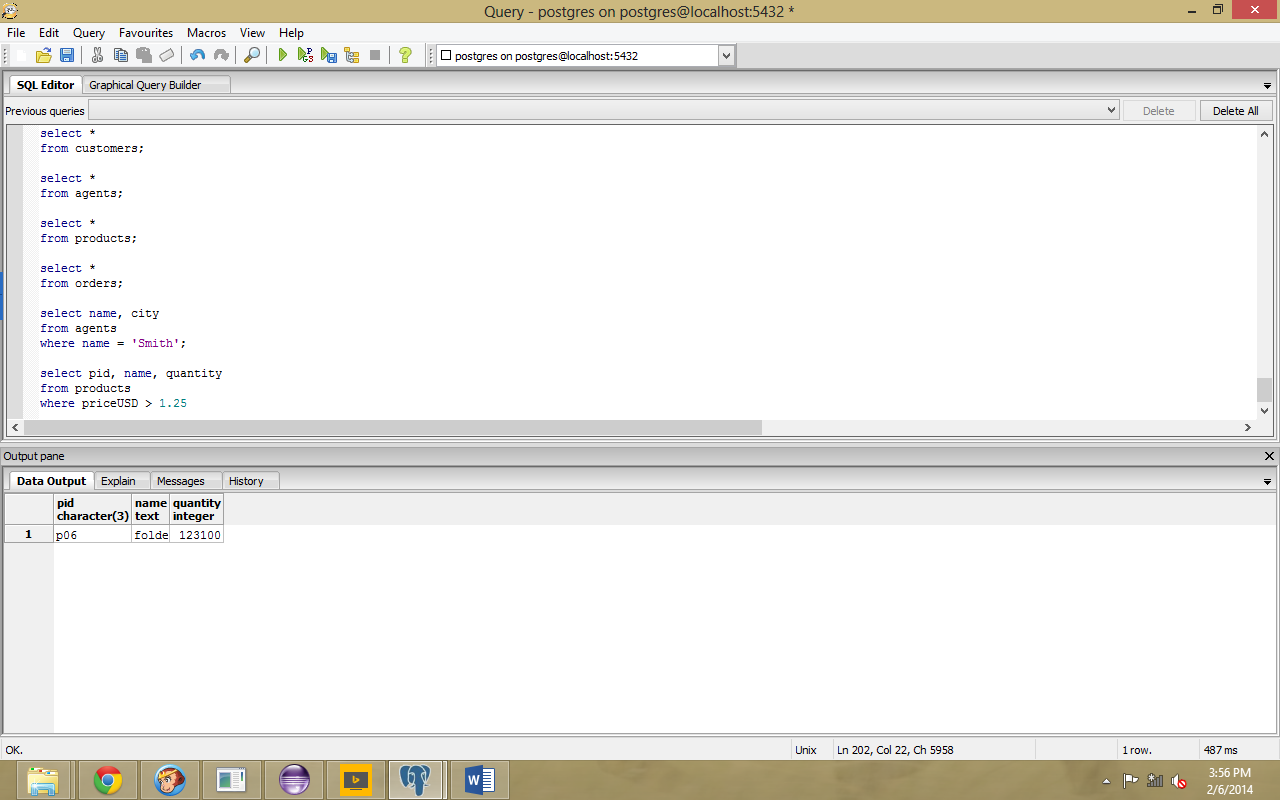 Query - postgres on postgres@localhost:5432 *
File Edit Query Favourites Macros View Help
postgres on postgres@localhost:5432
SQL Editor Graphical Query Builder
Previous queries Delete Delete All
select *
from customers;
select *
from agents;
select *
from products;
select *
from orders;
select name, city
from agents
where name = 'Smith';
select pid, name, quantity
from products
where priceUSD > 1.25
Output pane
Data Output Explain Messages History
pid name quantity
character(3) text integer
1 p06 folde 123100
OK. Unix Ln 202, Col 22, Ch 5958 1 row. 487 ms
3:56 PM
2/6/2014